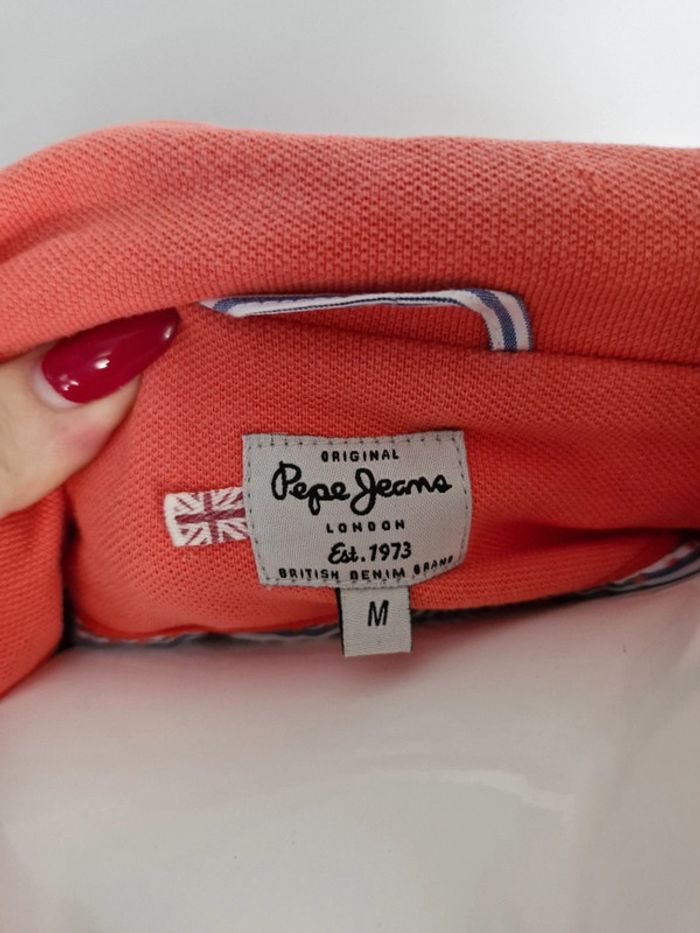 ORIGINAL
Pepe Jeans
LONDON
Est. 1973
BRITISH DENIM BRAND
M